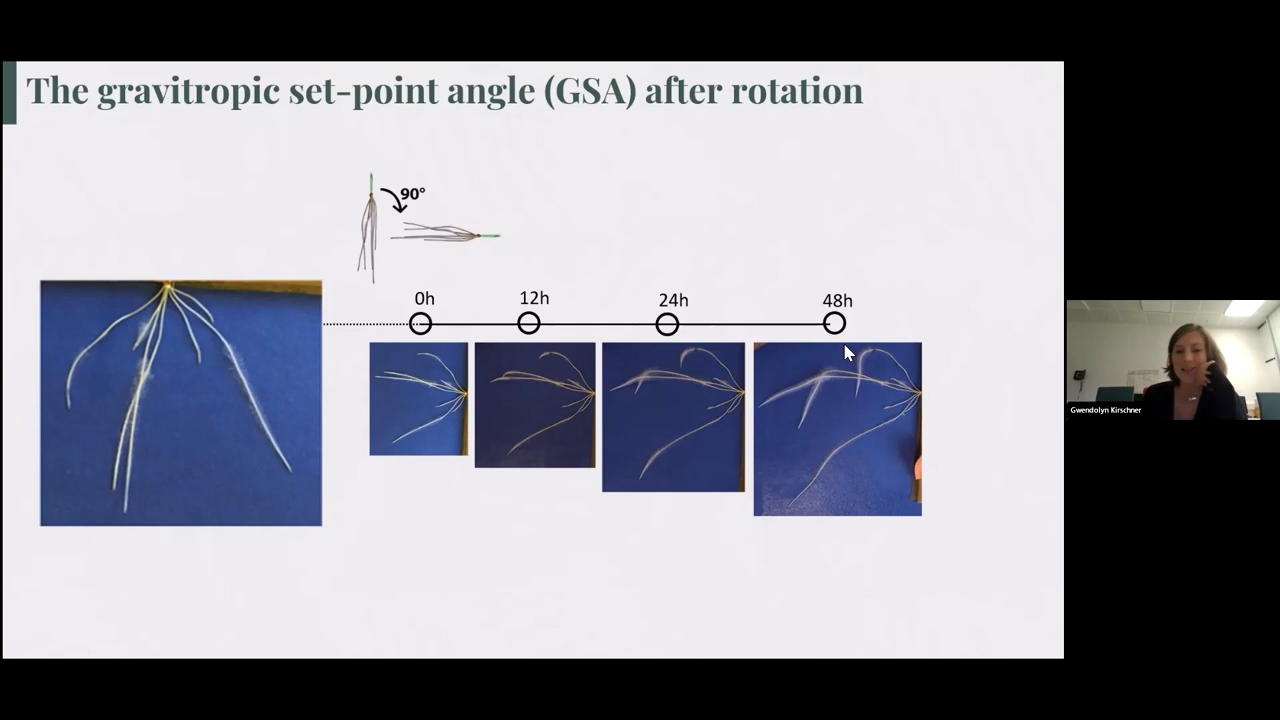 The gravitropic set-point angle (GSA) after rotation
90°
0h
12h
24h
48h
Gwendolyn Kirschner